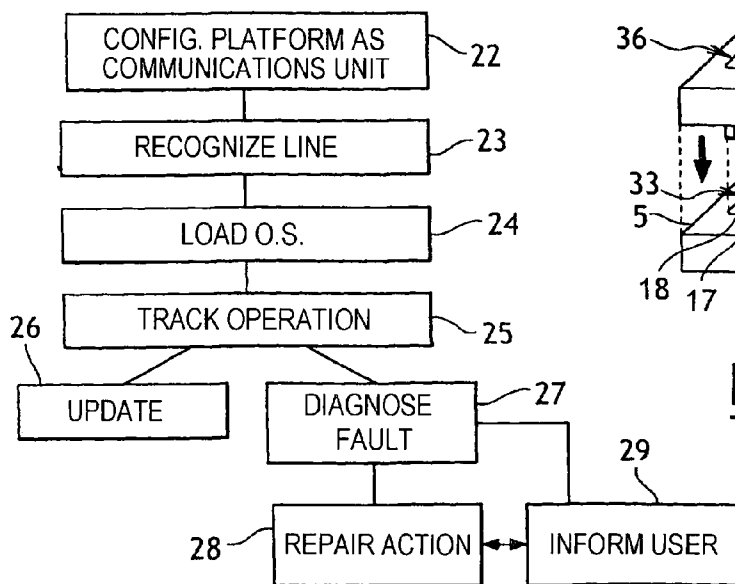 CONFIG. PLATFORM AS
COMMUNICATIONS UNIT
22
36
RECOGNIZE LINE
23
33
LOAD O.S.
24
5
18
17
TRACK OPERATION
25
26
UPDATE
DIAGNOSE
FAULT
27
29
28
REPAIR ACTION
INFORM USER